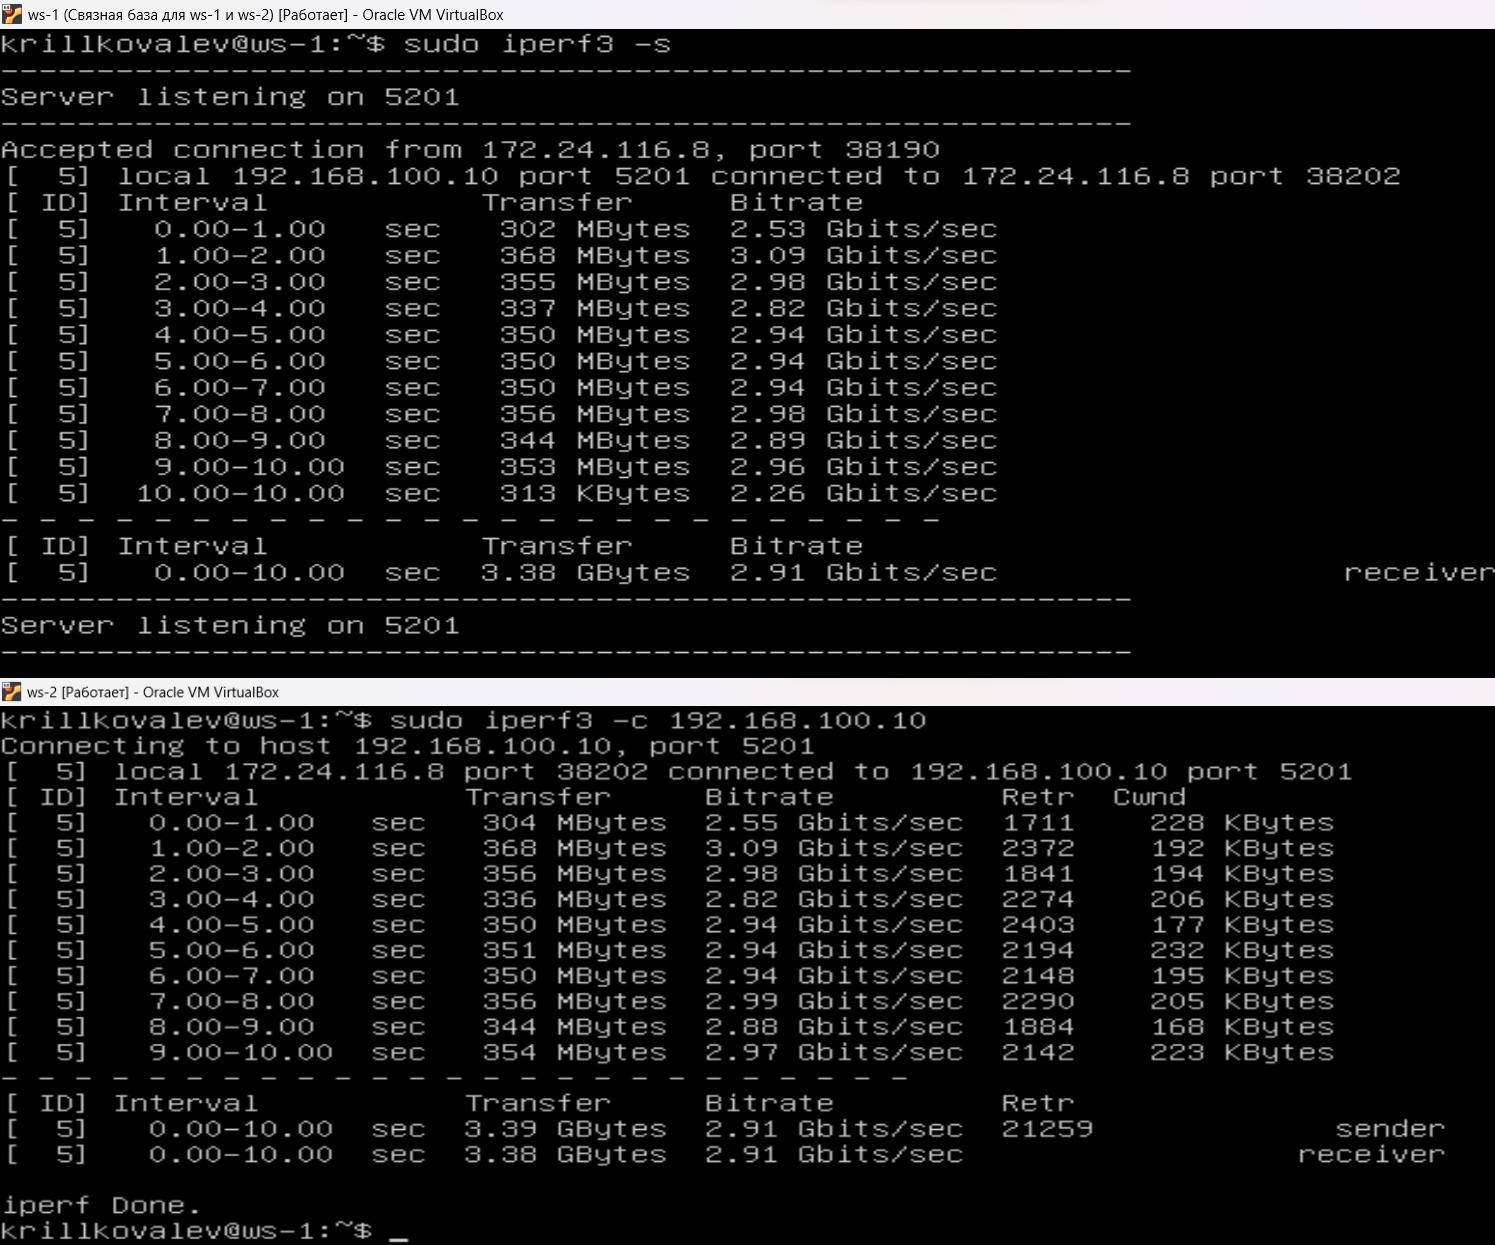 ws-1 (Связная база для ws-1 и ws-2) [Работает] - Oracle VM VirtualBox
krillkovalev@ws-1:~$ sudo iperf3 -s
-----------------------------------------------------------
Server listening on 5201
-----------------------------------------------------------
Accepted connection from 172.24.116.8, port 38190
[  5] local 192.168.100.10 port 5201 connected to 172.24.116.8 port 38202
[ ID] Interval           Transfer     Bitrate
[  5]   0.00-1.00   sec   302 MBytes  2.53 Gbits/sec
[  5]   1.00-2.00   sec   368 MBytes  3.09 Gbits/sec
[  5]   2.00-3.00   sec   355 MBytes  2.98 Gbits/sec
[  5]   3.00-4.00   sec   337 MBytes  2.82 Gbits/sec
[  5]   4.00-5.00   sec   350 MBytes  2.94 Gbits/sec
[  5]   5.00-6.00   sec   350 MBytes  2.94 Gbits/sec
[  5]   6.00-7.00   sec   350 MBytes  2.94 Gbits/sec
[  5]   7.00-8.00   sec   356 MBytes  2.98 Gbits/sec
[  5]   8.00-9.00   sec   344 MBytes  2.89 Gbits/sec
[  5]   9.00-10.00  sec   353 MBytes  2.96 Gbits/sec
[  5]  10.00-10.00  sec   313 KBytes  2.26 Gbits/sec
- - - - - - - - - - - - - - - - - - - - - - - - -
[ ID] Interval           Transfer     Bitrate
[  5]   0.00-10.00  sec  3.38 GBytes  2.91 Gbits/sec                  receiver
-----------------------------------------------------------
Server listening on 5201
-----------------------------------------------------------
ws-2 [Работает] - Oracle VM VirtualBox
krillkovalev@ws-1:~$ sudo iperf3 -c 192.168.100.10
Connecting to host 192.168.100.10, port 5201
[  5] local 172.24.116.8 port 38202 connected to 192.168.100.10 port 5201
[ ID] Interval           Transfer     Bitrate         Retr  Cwnd
[  5]   0.00-1.00   sec   304 MBytes  2.55 Gbits/sec  1711    228 KBytes
[  5]   1.00-2.00   sec   368 MBytes  3.09 Gbits/sec  2372    192 KBytes
[  5]   2.00-3.00   sec   356 MBytes  2.98 Gbits/sec  1841    194 KBytes
[  5]   3.00-4.00   sec   336 MBytes  2.82 Gbits/sec  2274    206 KBytes
[  5]   4.00-5.00   sec   350 MBytes  2.94 Gbits/sec  2403    177 KBytes
[  5]   5.00-6.00   sec   351 MBytes  2.94 Gbits/sec  2194    232 KBytes
[  5]   6.00-7.00   sec   350 MBytes  2.94 Gbits/sec  2148    195 KBytes
[  5]   7.00-8.00   sec   356 MBytes  2.99 Gbits/sec  2290    205 KBytes
[  5]   8.00-9.00   sec   344 MBytes  2.88 Gbits/sec  1884    168 KBytes
[  5]   9.00-10.00  sec   354 MBytes  2.97 Gbits/sec  2142    223 KBytes
- - - - - - - - - - - - - - - - - - - - - - - - -
[ ID] Interval           Transfer     Bitrate         Retr
[  5]   0.00-10.00  sec  3.39 GBytes  2.91 Gbits/sec  21259             sender
[  5]   0.00-10.00  sec  3.38 GBytes  2.91 Gbits/sec                  receiver
iperf Done.
krillkovalev@ws-1:~$ _